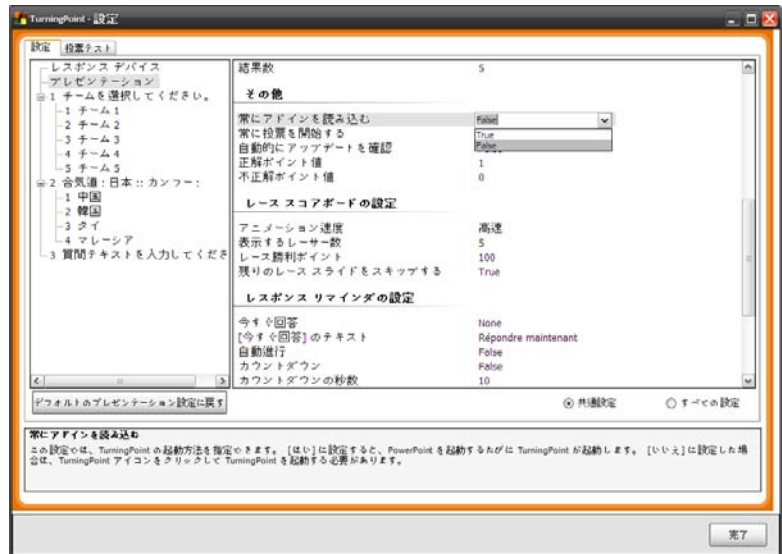 TurningPoint - 設定
設定 投票テスト
レスポンス デバイス
プレゼンテーション
1 チームを選択してください。
1 チーム 1
2 チーム 2
3 チーム 3
4 チーム 4
5 チーム 5
2 合気道 : 日本 :: カンフー :
1 中国
2 韓国
3 タイ
4 マレーシア
3 質問テキストを入力してくださ
結果数 5
その他
常にアドインを読み込む False
True
False
常に投票を開始する
自動的にアップデートを確認
正解ポイント値 1
不正解ポイント値 0
レース スコアボードの設定
アニメーション速度 高速
表示するレーサー数 5
レース勝利ポイント 100
残りのレース スライドをスキップする True
レスポンス リマインダの設定
今すぐ回答 None
[今すぐ回答] のテキスト Répondre maintenant
自動進行 False
カウントダウン False
カウントダウンの秒数 10
デフォルトのプレゼンテーション設定に戻す
共通設定 すべての設定
常にアドインを読み込む
この設定では、TurningPoint の起動方法を指定できます。 [はい] に設定すると、PowerPoint を起動するたびに TurningPoint が起動します。 [いいえ] に設定した場
合は、TurningPoint アイコンをクリックして TurningPoint を起動する必要があります。
完了